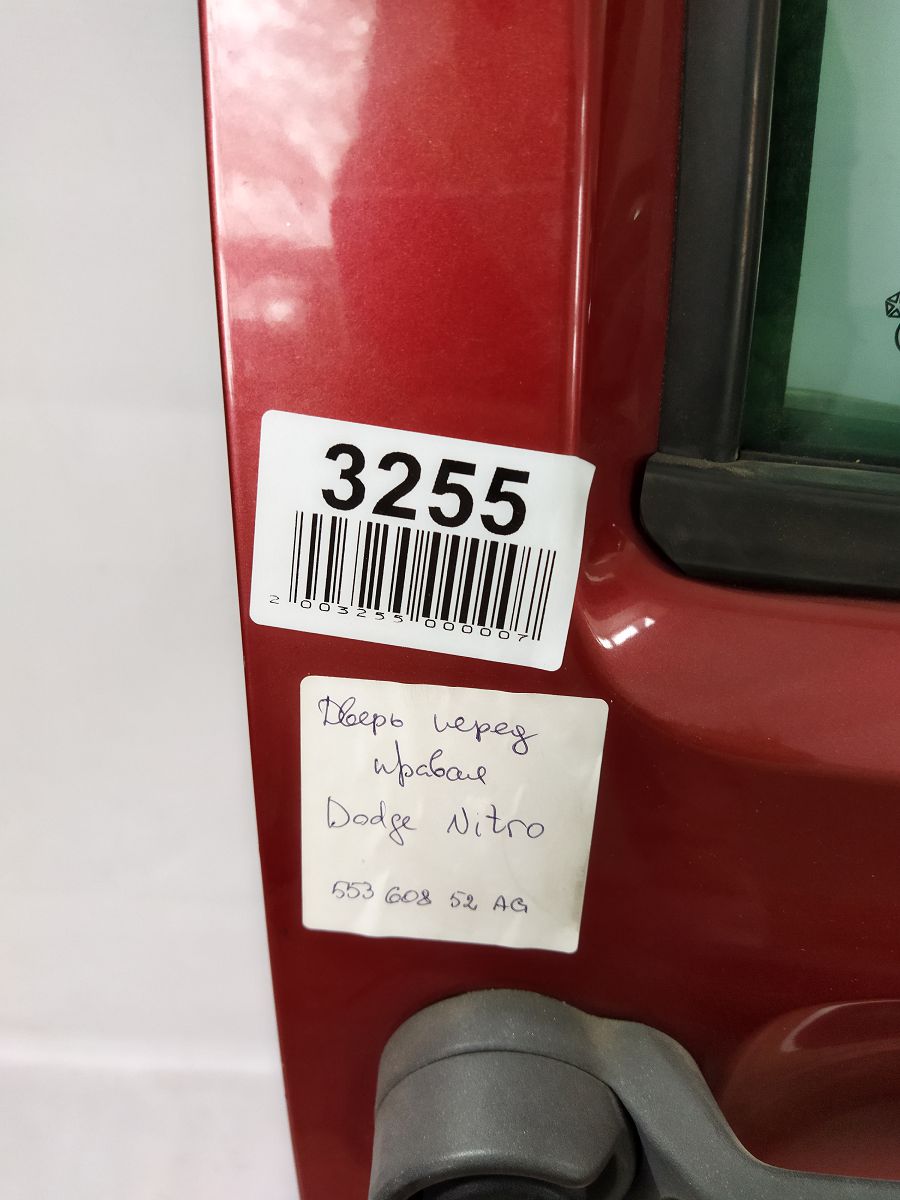 3255
2 003255 000007
Дверь перед
правая
Dodge Nitro
553 608 52 AG